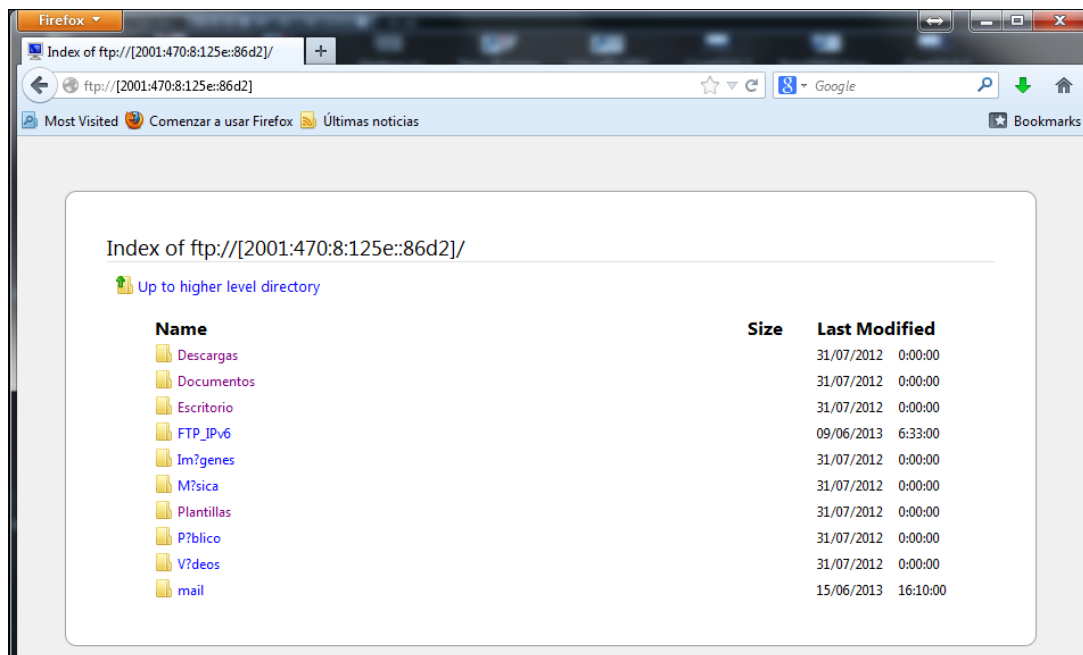 Firefox
Index of ftp://[2001:470:8:125e::86d2]/
ftp://[2001:470:8:125e::86d2] Google
Most Visited Comenzar a usar Firefox Últimas noticias Bookmarks
Index of ftp://[2001:470:8:125e::86d2]/
Up to higher level directory
Name Size Last Modified
Descargas 31/07/2012 0:00:00
Documentos 31/07/2012 0:00:00
Escritorio 31/07/2012 0:00:00
FTP_IPv6 09/06/2013 6:33:00
Im?genes 31/07/2012 0:00:00
M?sica 31/07/2012 0:00:00
Plantillas 31/07/2012 0:00:00
P?blico 31/07/2012 0:00:00
V?deos 31/07/2012 0:00:00
mail 15/06/2013 16:10:00